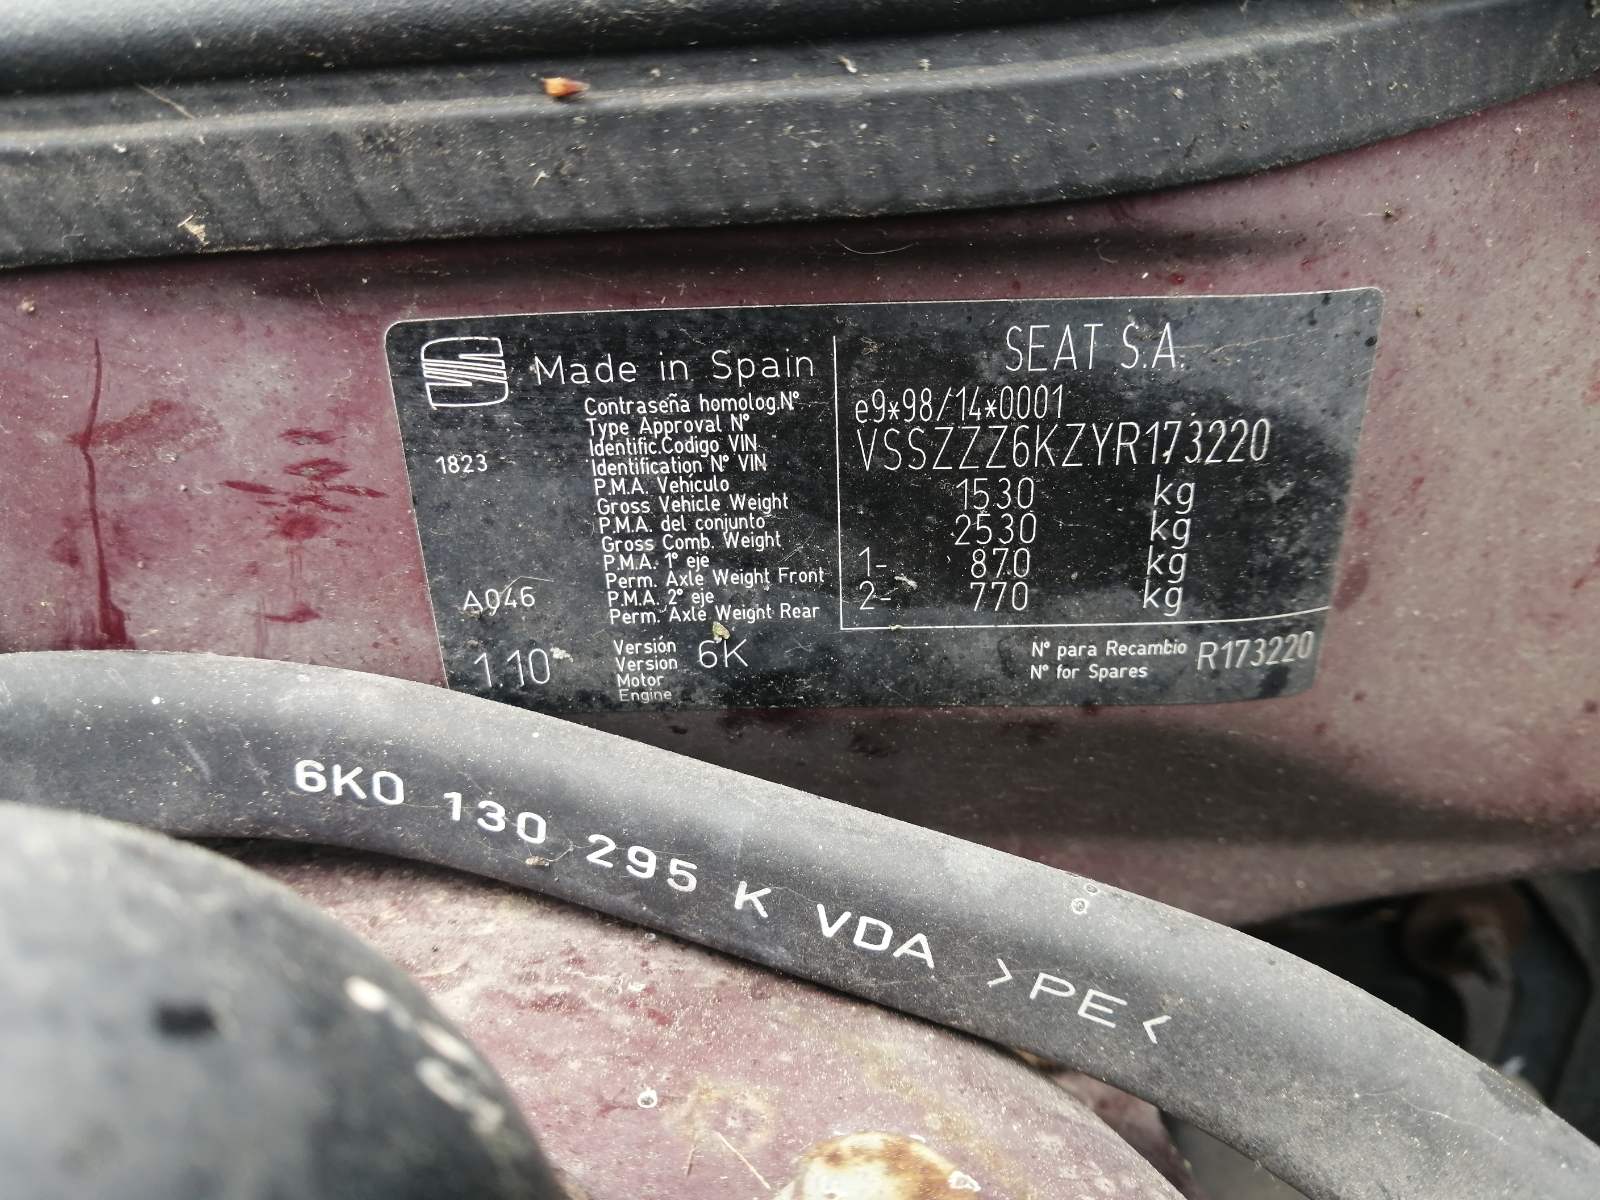 Made in Spain
SEAT S.A.
Contraseña homolog.Nº
e9*98/14*0001
Type Approval Nº
Identific.Codigo VIN
VSSZZZ6KZYR173220
1823
Identification Nº VIN
P.M.A. Vehículo
1530 kg
Gross Vehicle Weight
P.M.A. del conjunto
2530 kg
Gross Comb. Weight
P.M.A. 1º eje
1- 870 kg
Perm. Axle Weight Front
A046
P.M.A. 2º eje
2- 770 kg
Perm. Axle Weight Rear
1.10
Versión
Version
6K
Motor
Engine
Nº para Recambio
R173220
Nº for Spares
6K0 130 295 K VDA >PE<